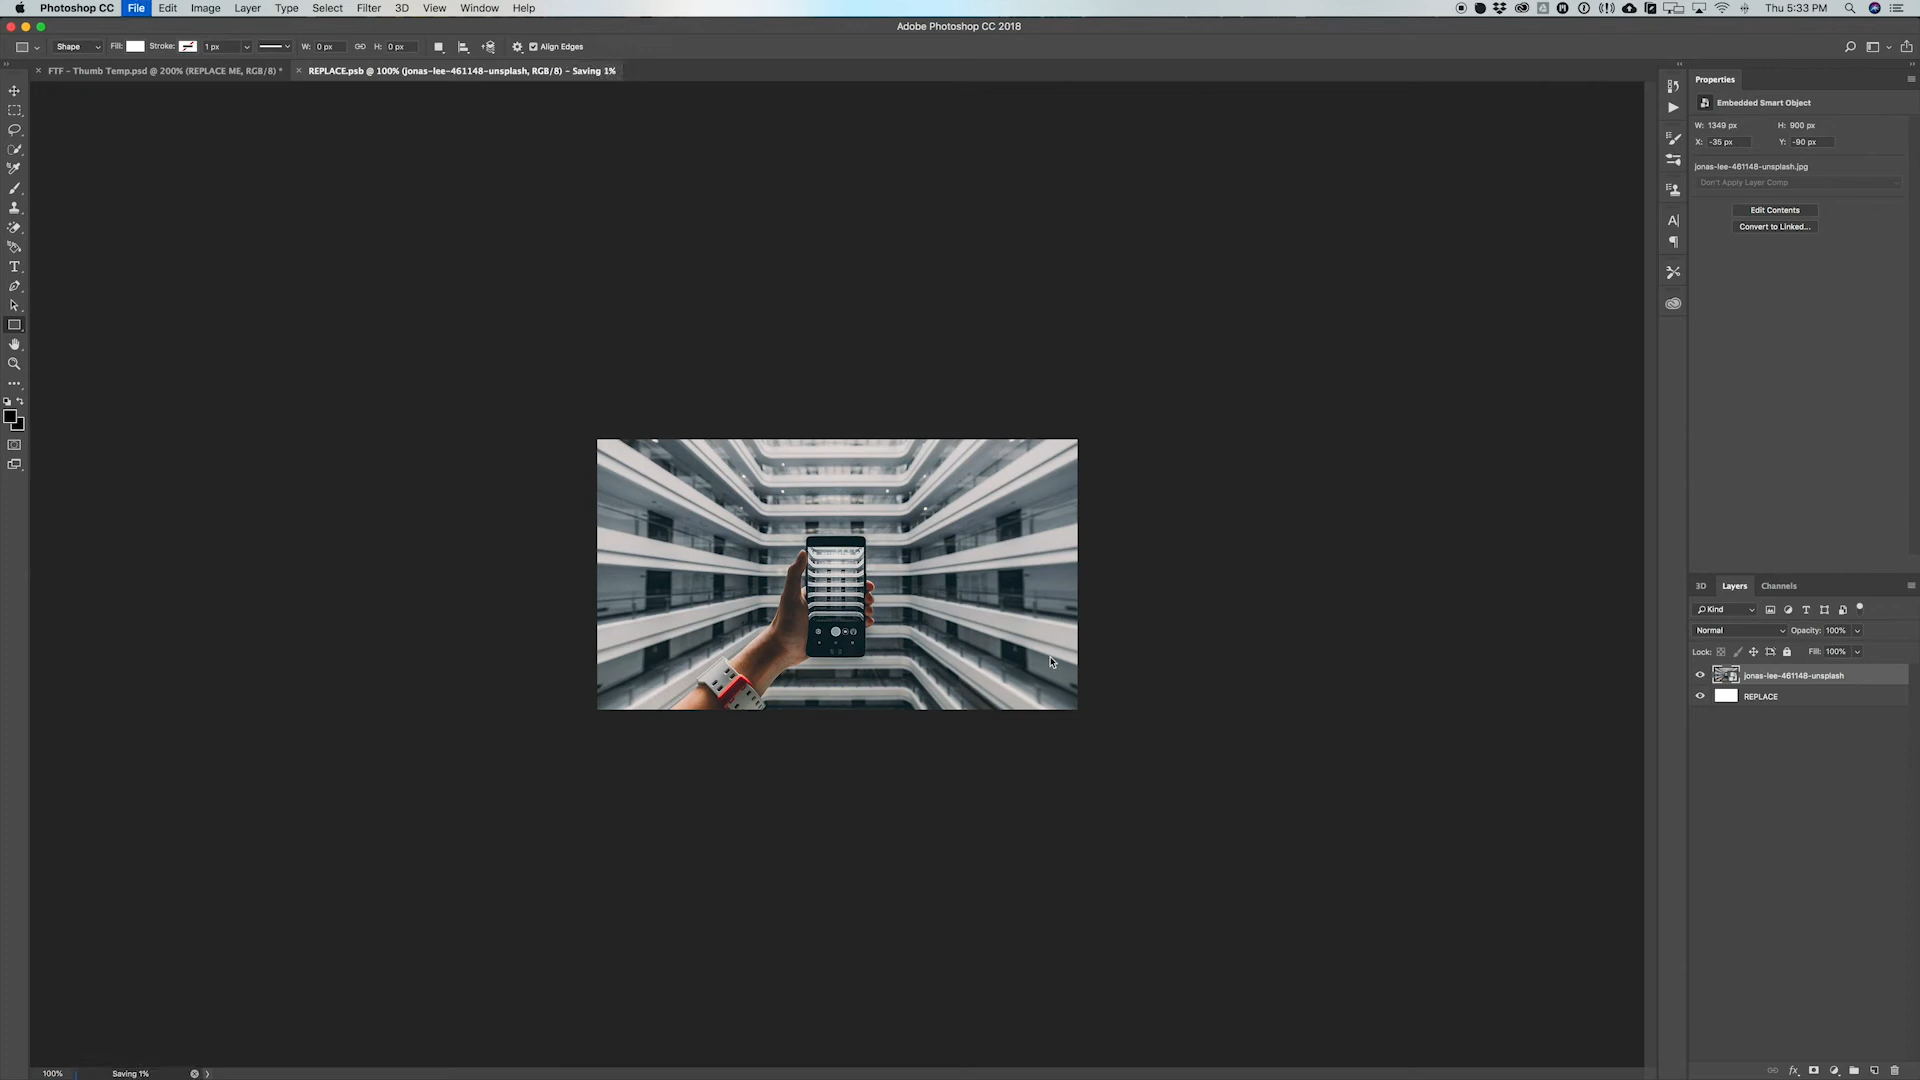 Photoshop CC File Edit Image Layer Type Select Filter 3D View Window Help Thu 5:33 PM
Adobe Photoshop CC 2018
Shape Fill: Stroke: 1 px W: 0 px H: 0 px Align Edges
FTF - Thumb Temp.psd @ 200% (REPLACE ME, RGB/8) * REPLACE.psb @ 100% (jonas-lee-461148-unsplash, RGB/8) - Saving 1%
Properties
Embedded Smart Object
W: 1349 px H: 900 px
X: -35 px Y: -90 px
jonas-lee-461148-unsplash.jpg
Don't Apply Layer Comp
Edit Contents
Convert to Linked...
3D Layers Channels
Kind
Normal Opacity: 100%
Lock: Fill: 100%
jonas-lee-461148-unsplash
REPLACE
100% Saving 1%